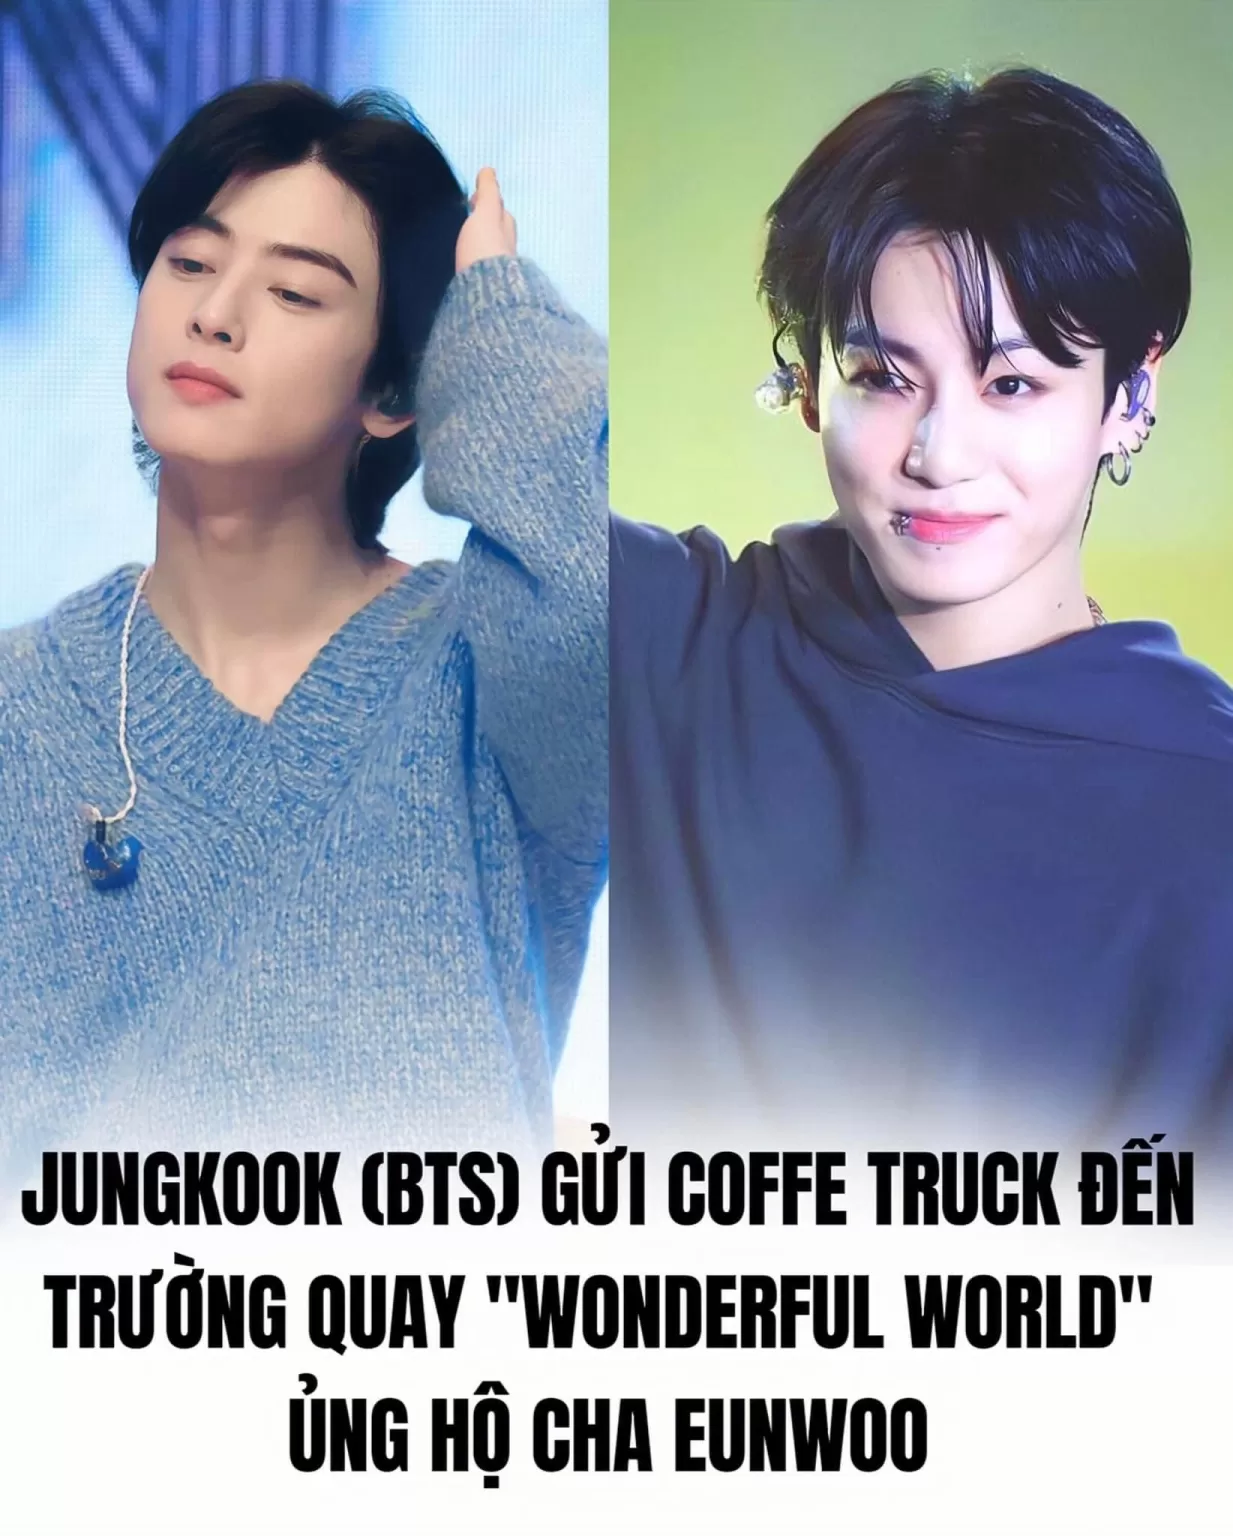 JUNGKOOK (BTS) GỬI COFFE TRUCK ĐẾN
TRƯỜNG QUAY "WONDERFUL WORLD"
ỦNG HỘ CHA EUNWOO